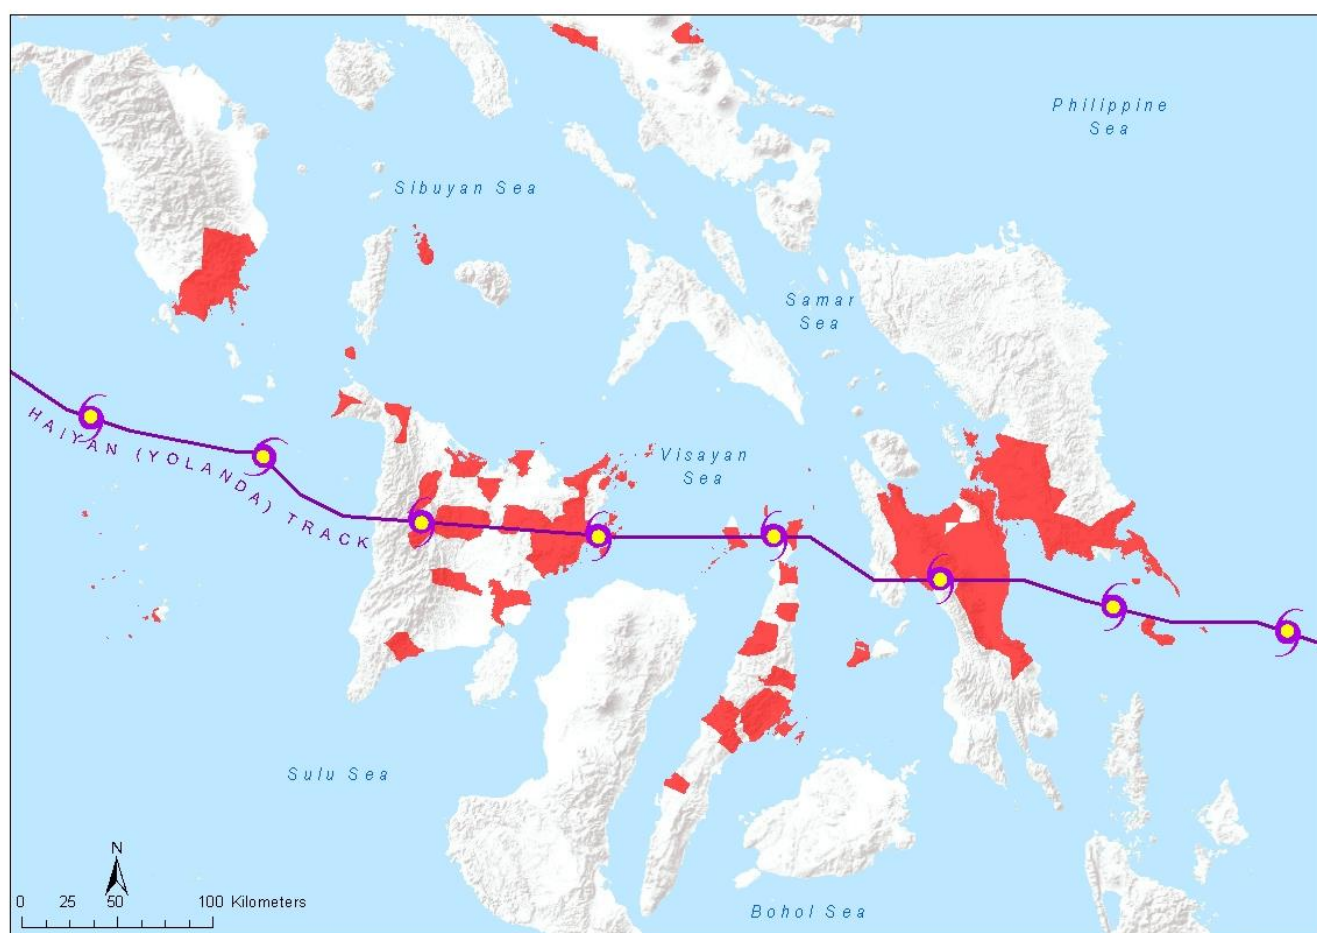 Philippine
Sea
Sibuyan Sea
Samar
Sea
HAIYAN (YOLANDA) TRACK
Visayan
Sea
Sulu Sea
N
0 25 50 100 Kilometers
Bohol Sea